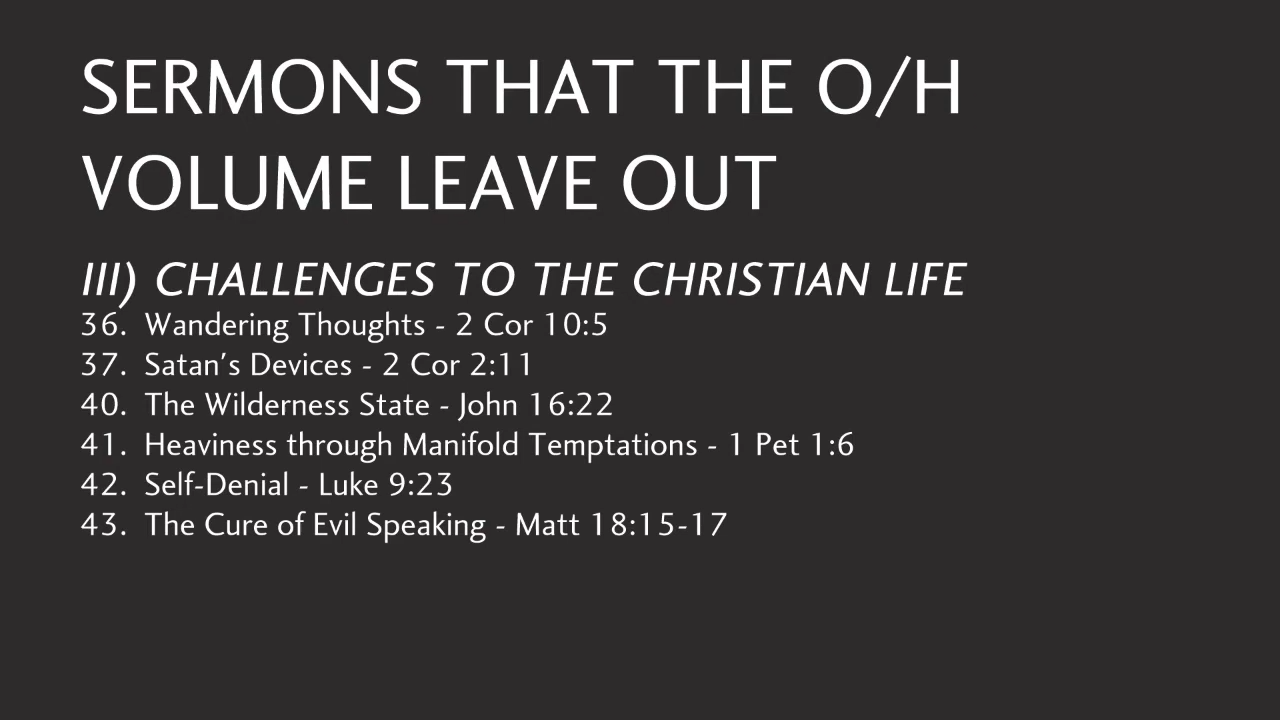 SERMONS THAT THE O/H
VOLUME LEAVE OUT
III) CHALLENGES TO THE CHRISTIAN LIFE
36. Wandering Thoughts - 2 Cor 10:5
37. Satan's Devices - 2 Cor 2:11
40. The Wilderness State - John 16:22
41. Heaviness through Manifold Temptations - 1 Pet 1:6
42. Self-Denial - Luke 9:23
43. The Cure of Evil Speaking - Matt 18:15-17